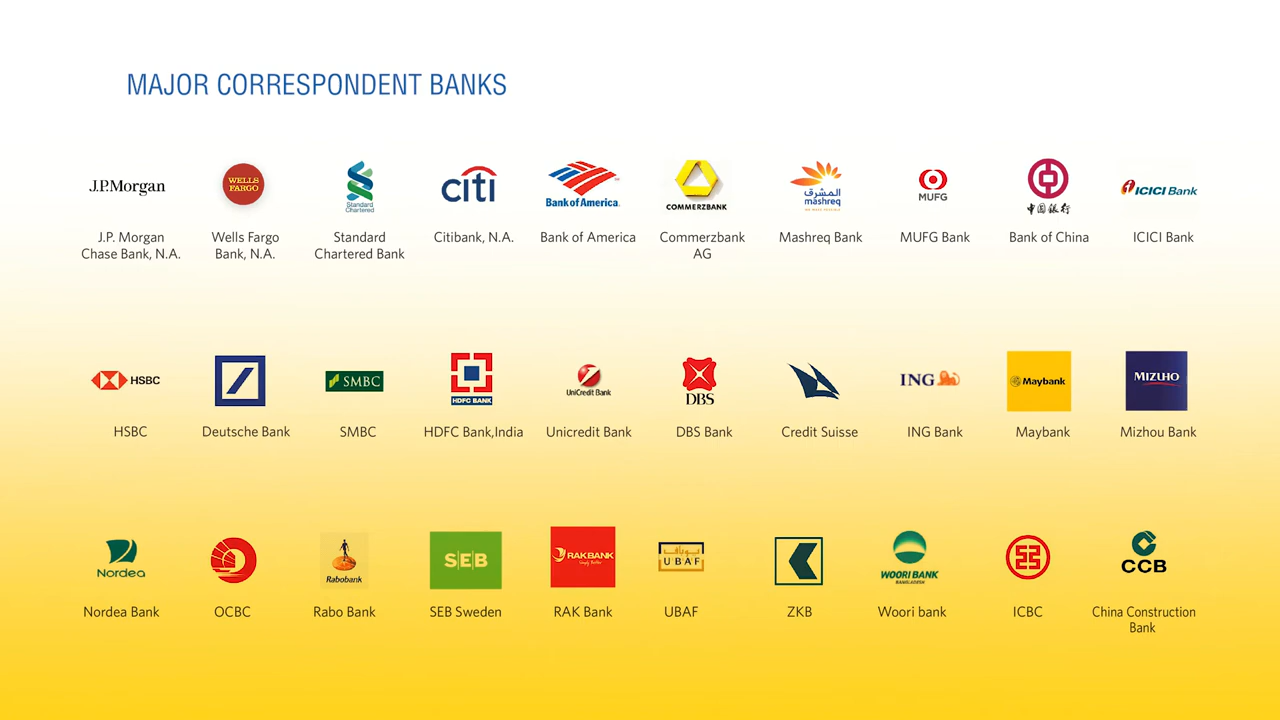 MAJOR CORRESPONDENT BANKS
J.P.Morgan
WELLS
FARGO
Standard
Chartered
citi
Bank of America
COMMERZBANK
المشرق
mashreq
MUFG
中国银行
ICICI Bank
J.P. Morgan
Chase Bank, N.A.
Wells Fargo
Bank, N.A.
Standard
Chartered Bank
Citibank, N.A.
Bank of America
Commerzbank
AG
Mashreq Bank
MUFG Bank
Bank of China
ICICI Bank
HSBC
SMBC
HDFC BANK
UniCredit Bank
DBS
ING
Maybank
MIZUHO
HSBC
Deutsche Bank
SMBC
HDFC Bank,India
Unicredit Bank
DBS Bank
Credit Suisse
ING Bank
Maybank
Mizhou Bank
Nordea
Rabobank
S|E|B
RAKBANK
Simply Better
يوباف
UBAF
WOORI BANK
BANGLADESH
CCB
Nordea Bank
OCBC
Rabo Bank
SEB Sweden
RAK Bank
UBAF
ZKB
Woori bank
ICBC
China Construction
Bank